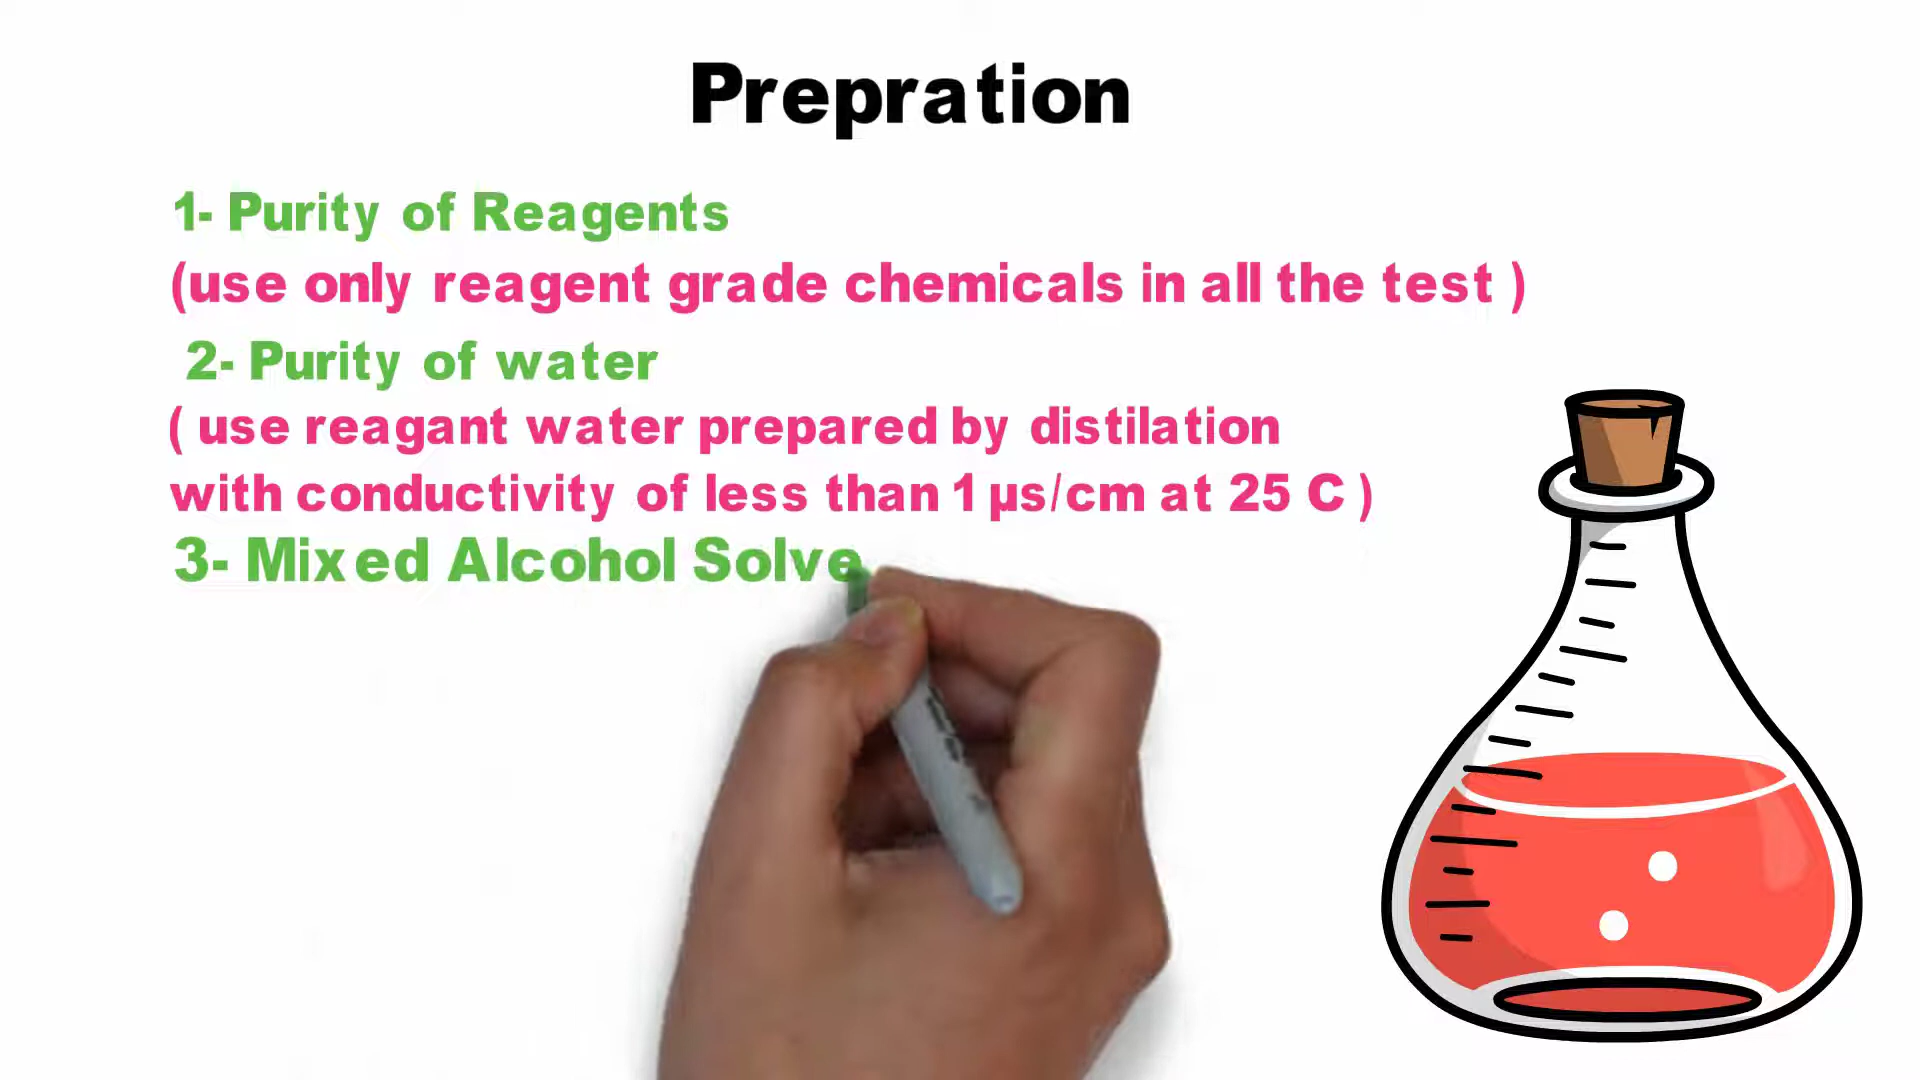 Prepration
1- Purity of Reagents
(use only reagent grade chemicals in all the test )
2- Purity of water
( use reagant water prepared by distilation
with conductivity of less than 1 µs/cm at 25 C )
3- Mixed Alcohol Solve